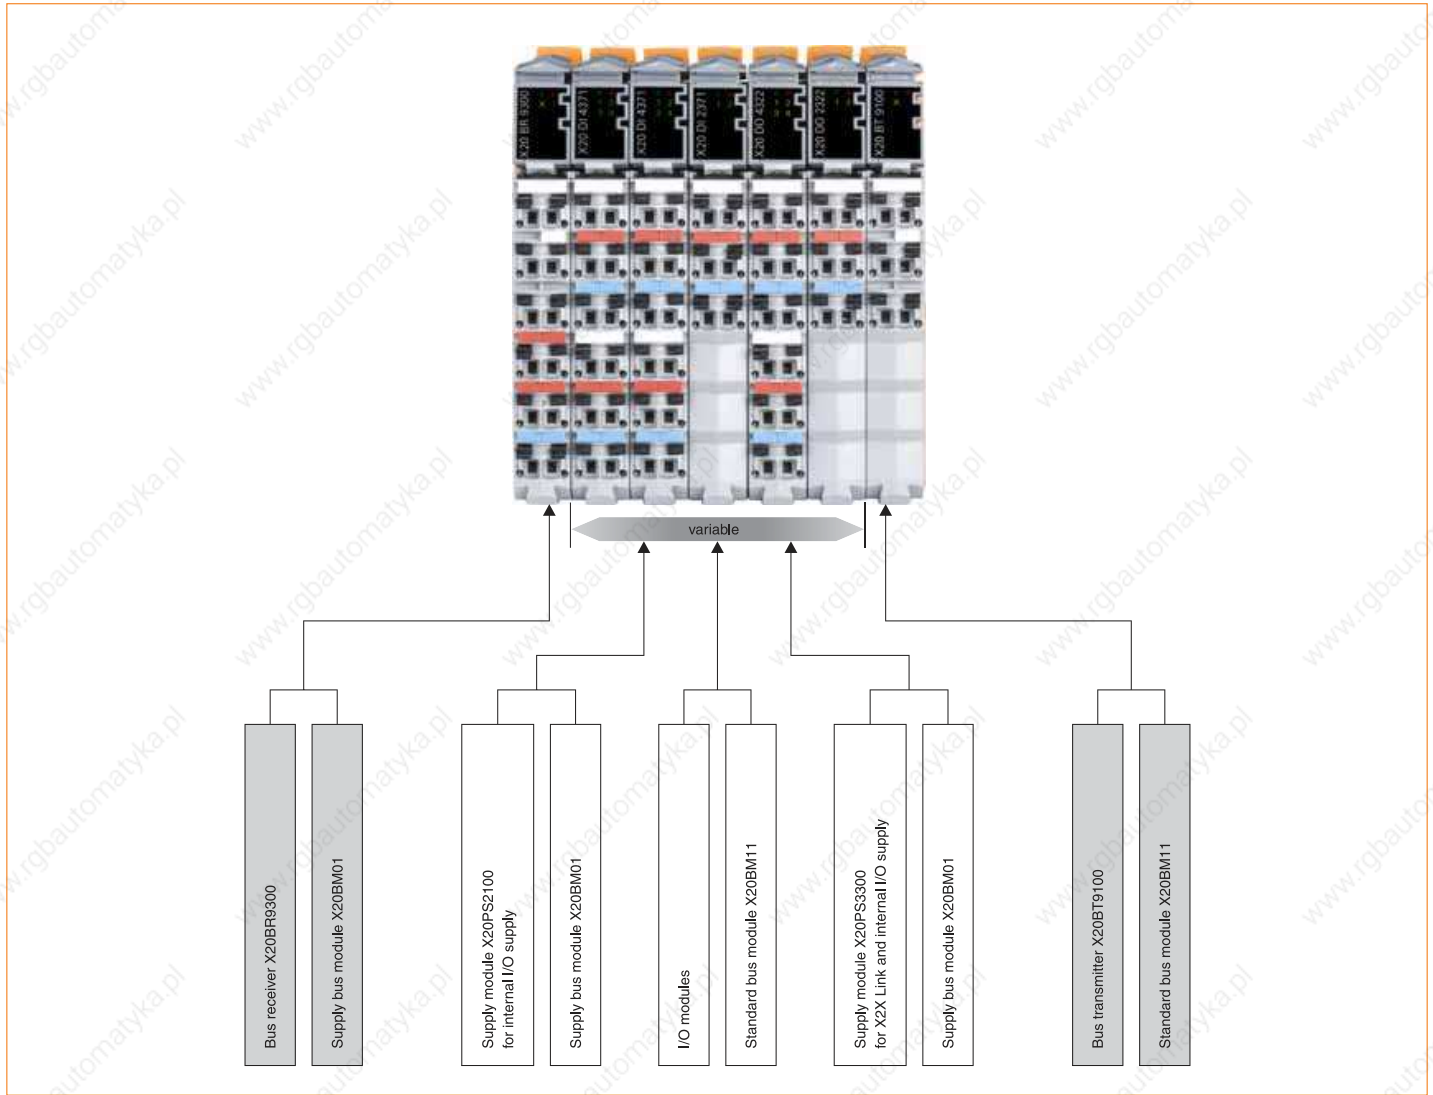 X20 BR 9300
X20 DI 4371
X20 DI 4371
X20 DI 2371
X20 DO 4322
X20 DO 2322
X20 BT 9100
variable
Bus receiver X20BR9300
Supply bus module X20BM01
Supply module X20PS2100
for internal I/O supply
Supply bus module X20BM01
I/O modules
Standard bus module X20BM11
Supply module X20PS3300
for X2X Link and internal I/O supply
Supply bus module X20BM01
Bus transmitter X20BT9100
Standard bus module X20BM11
www.rgbautomatyka.pl